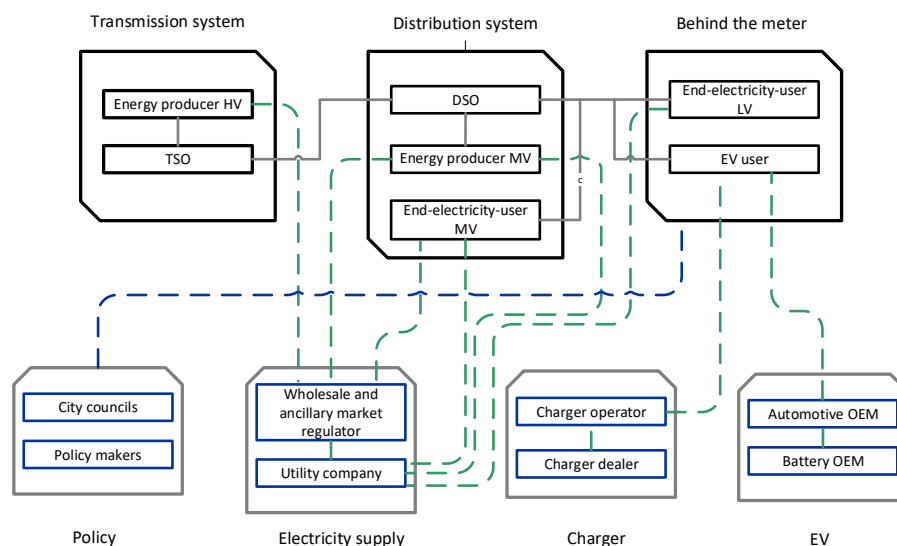 Transmission system
Distribution system
Behind the meter
Energy producer HV
TSO
DSO
Energy producer MV
End-electricity-user
MV
End-electricity-user
LV
EV user
c
City councils
Policy makers
Wholesale and
ancillary market
regulator
Utility company
Charger operator
Charger dealer
Automotive OEM
Battery OEM
Policy
Electricity supply
Charger
EV